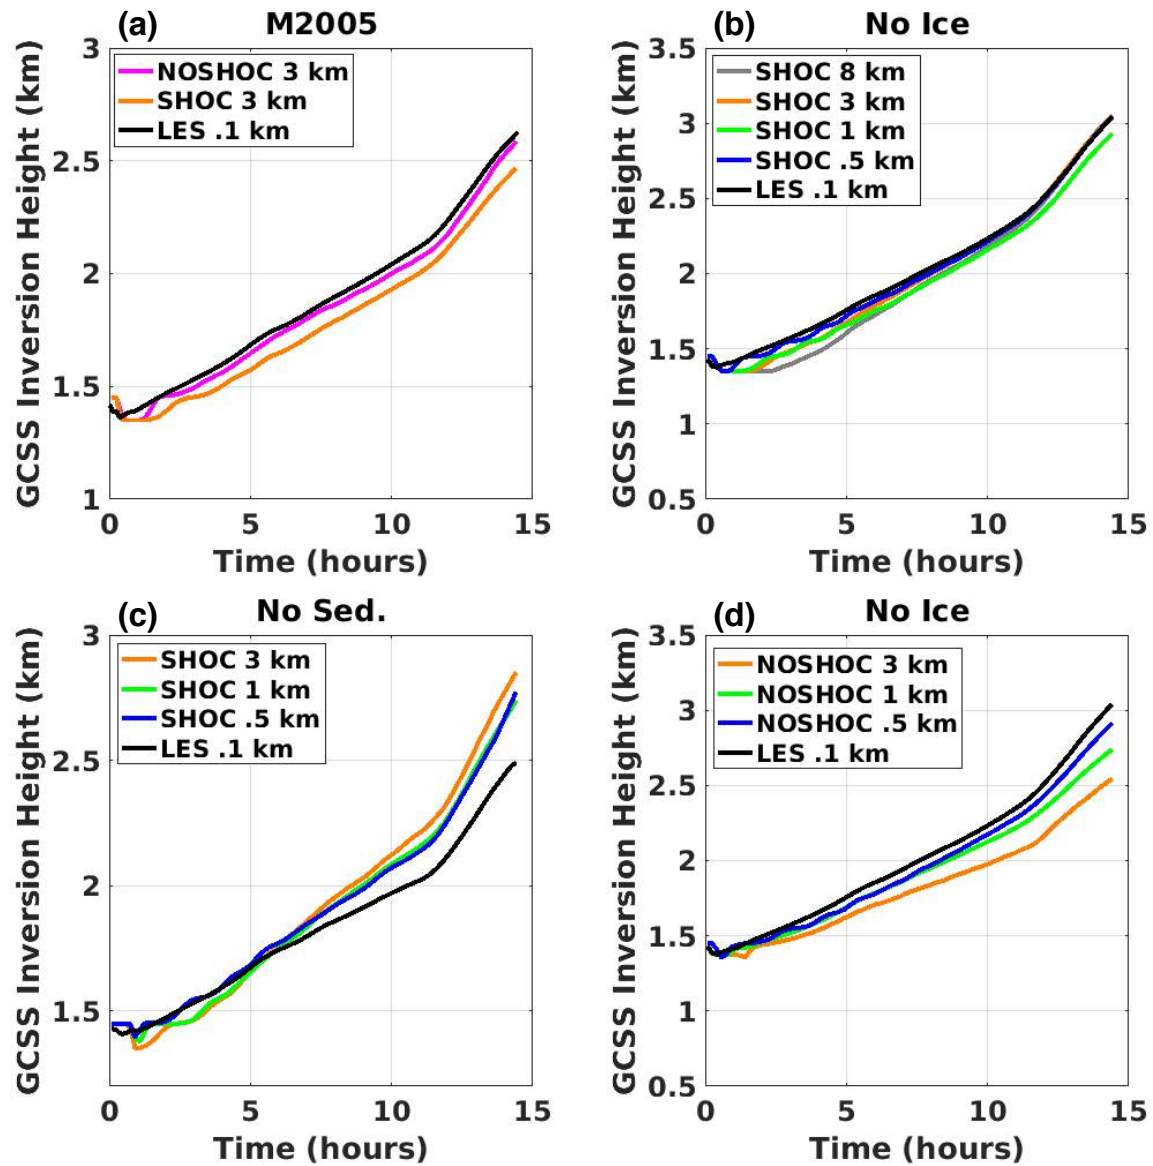 (a) M2005
GCSS Inversion Height (km)
3
2.5
2
1.5
1
NOSHOC 3 km
SHOC 3 km
LES .1 km
0 5 10 15
Time (hours)
(b) No Ice
GCSS Inversion Height (km)
3.5
3
2.5
2
1.5
1
0.5
SHOC 8 km
SHOC 3 km
SHOC 1 km
SHOC .5 km
LES .1 km
0 5 10 15
Time (hours)
(c) No Sed.
GCSS Inversion Height (km)
3
2.5
2
1.5
SHOC 3 km
SHOC 1 km
SHOC .5 km
LES .1 km
0 5 10 15
Time (hours)
(d) No Ice
GCSS Inversion Height (km)
3.5
3
2.5
2
1.5
1
0.5
NOSHOC 3 km
NOSHOC 1 km
NOSHOC .5 km
LES .1 km
0 5 10 15
Time (hours)